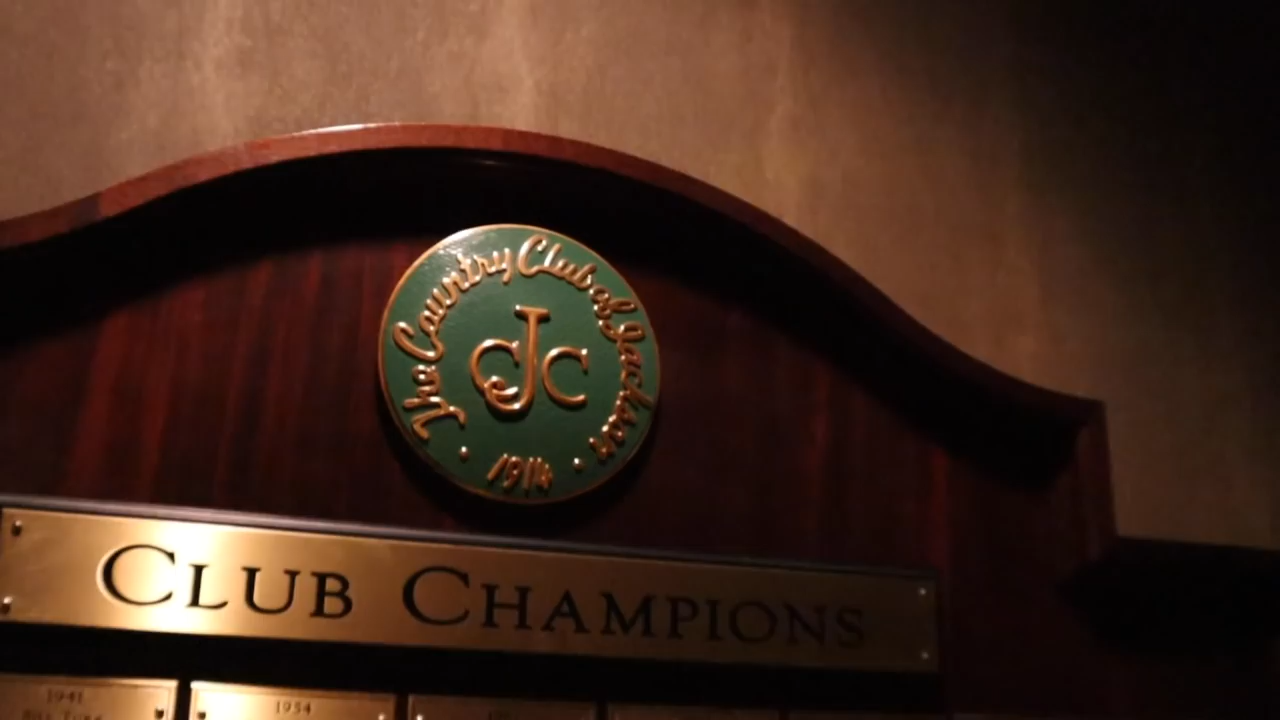 The Country Club of Jackson
CJC
1914
CLUB CHAMPIONS
1941
1954